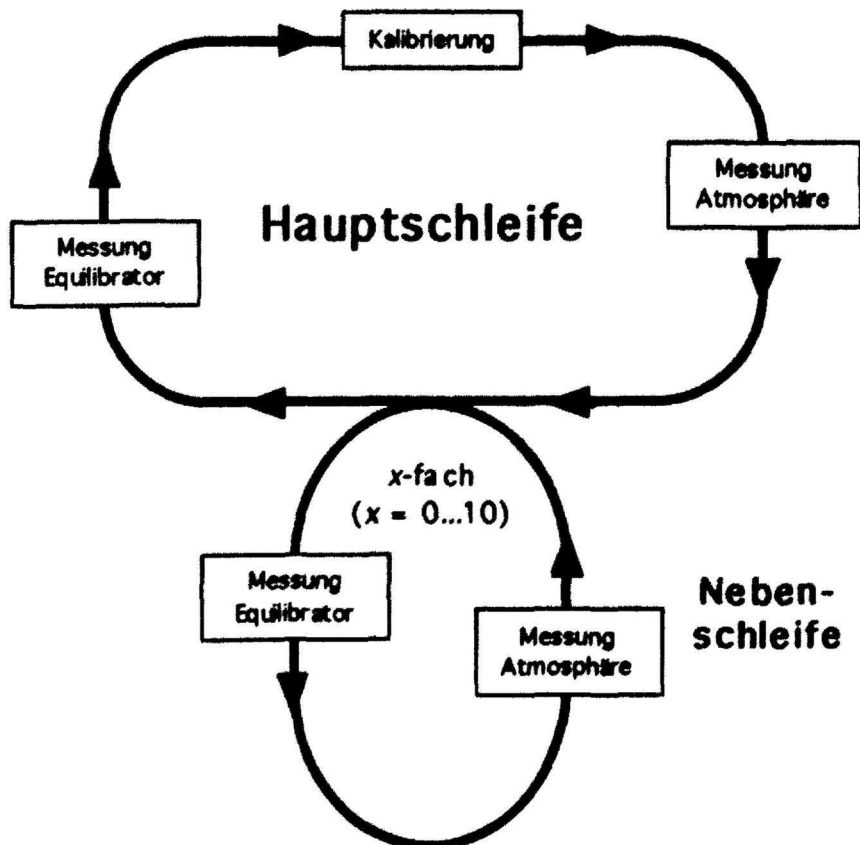 Kalibrierung
Messung
Atmosphäre
Hauptschleife
Messung
Equilibrator
x-fach
(x = 0...10)
Messung
Equilibrator
Messung
Atmosphäre
Neben-
schleife